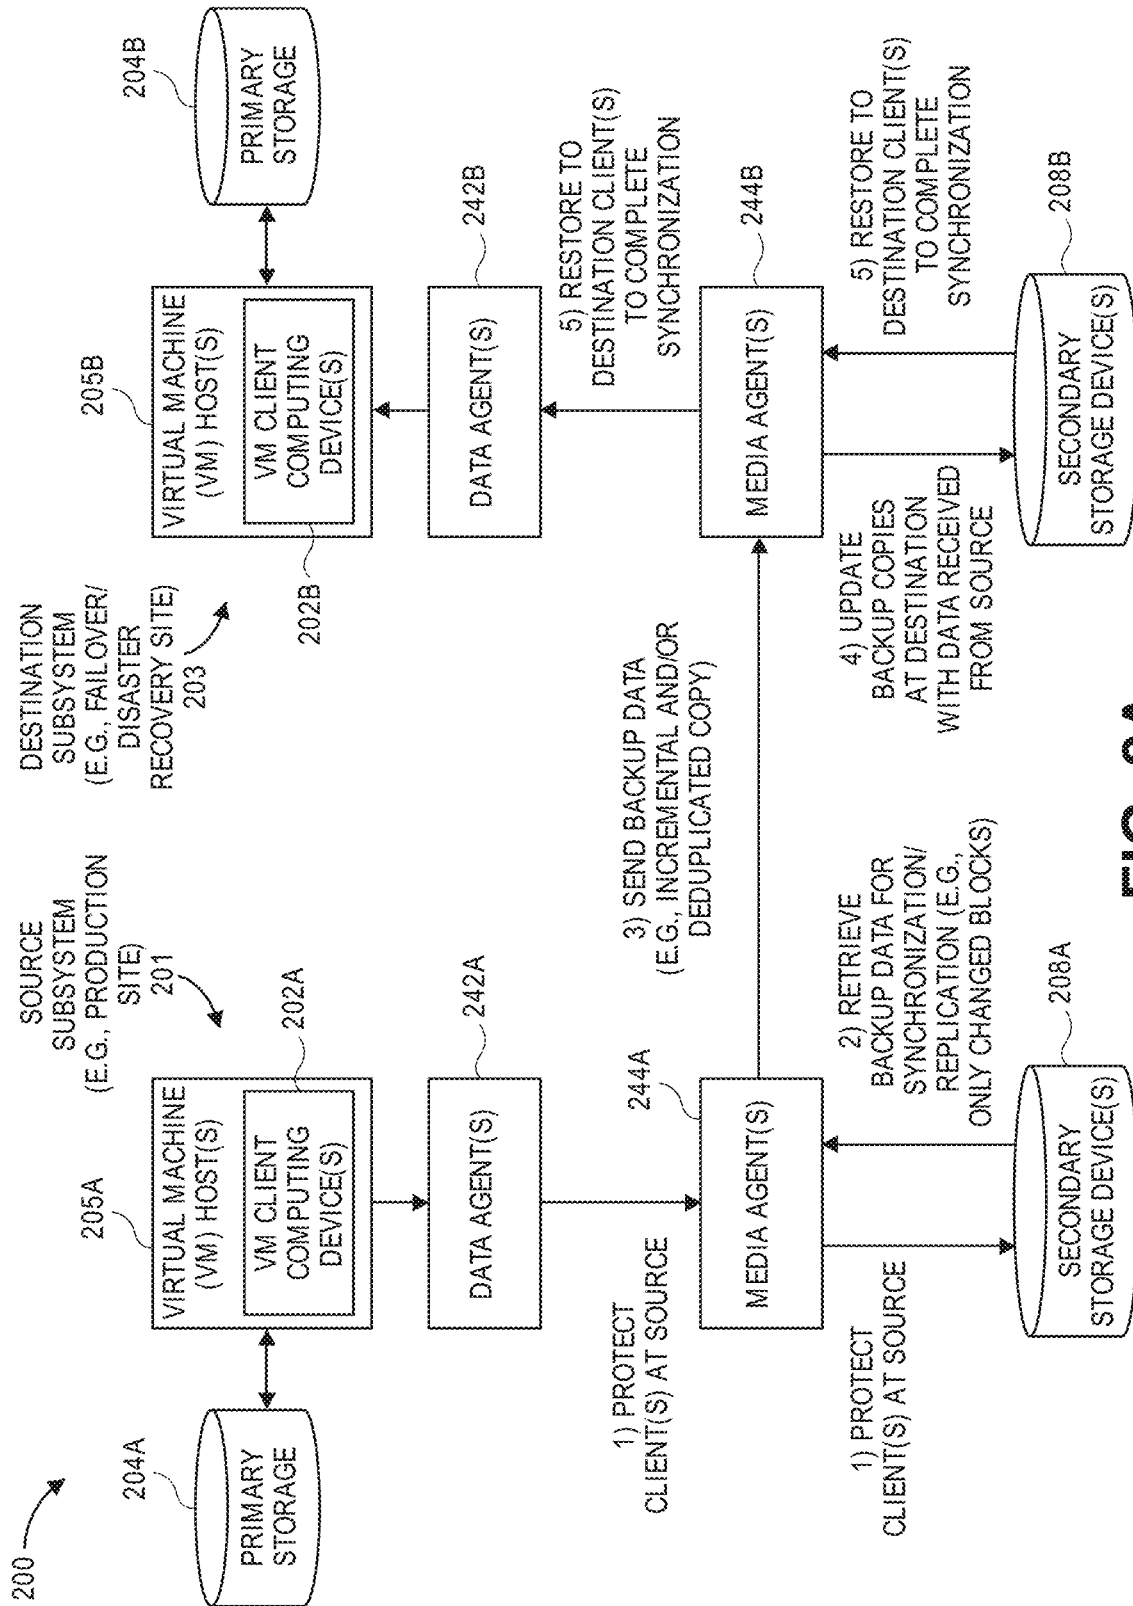 200
204A
PRIMARY
STORAGE
205A
VIRTUAL MACHINE
(VM) HOST(S)
VM CLIENT
COMPUTING
DEVICE(S)
202A
SOURCE
SUBSYSTEM
(E.G., PRODUCTION
SITE)
201
DESTINATION
SUBSYSTEM
(E.G., FAILOVER/
DISASTER
RECOVERY SITE)
203
205B
VIRTUAL MACHINE
(VM) HOST(S)
VM CLIENT
COMPUTING
DEVICE(S)
202B
204B
PRIMARY
STORAGE
DATA AGENT(S)
242A
DATA AGENT(S)
242B
1) PROTECT
CLIENT(S) AT SOURCE
5) RESTORE TO
DESTINATION CLIENT(S)
TO COMPLETE
SYNCHRONIZATION
244A
MEDIA AGENT(S)
3) SEND BACKUP DATA
(E.G., INCREMENTAL AND/OR
DEDUPLICATED COPY)
MEDIA AGENT(S)
244B
1) PROTECT
CLIENT(S) AT SOURCE
2) RETRIEVE
BACKUP DATA FOR
SYNCHRONIZATION/
REPLICATION (E.G.,
ONLY CHANGED BLOCKS)
4) UPDATE
BACKUP COPIES
AT DESTINATION
WITH DATA RECEIVED
FROM SOURCE
5) RESTORE TO
DESTINATION CLIENT(S)
TO COMPLETE
SYNCHRONIZATION
SECONDARY
STORAGE DEVICE(S)
208A
SECONDARY
STORAGE DEVICE(S)
208B
FIG.